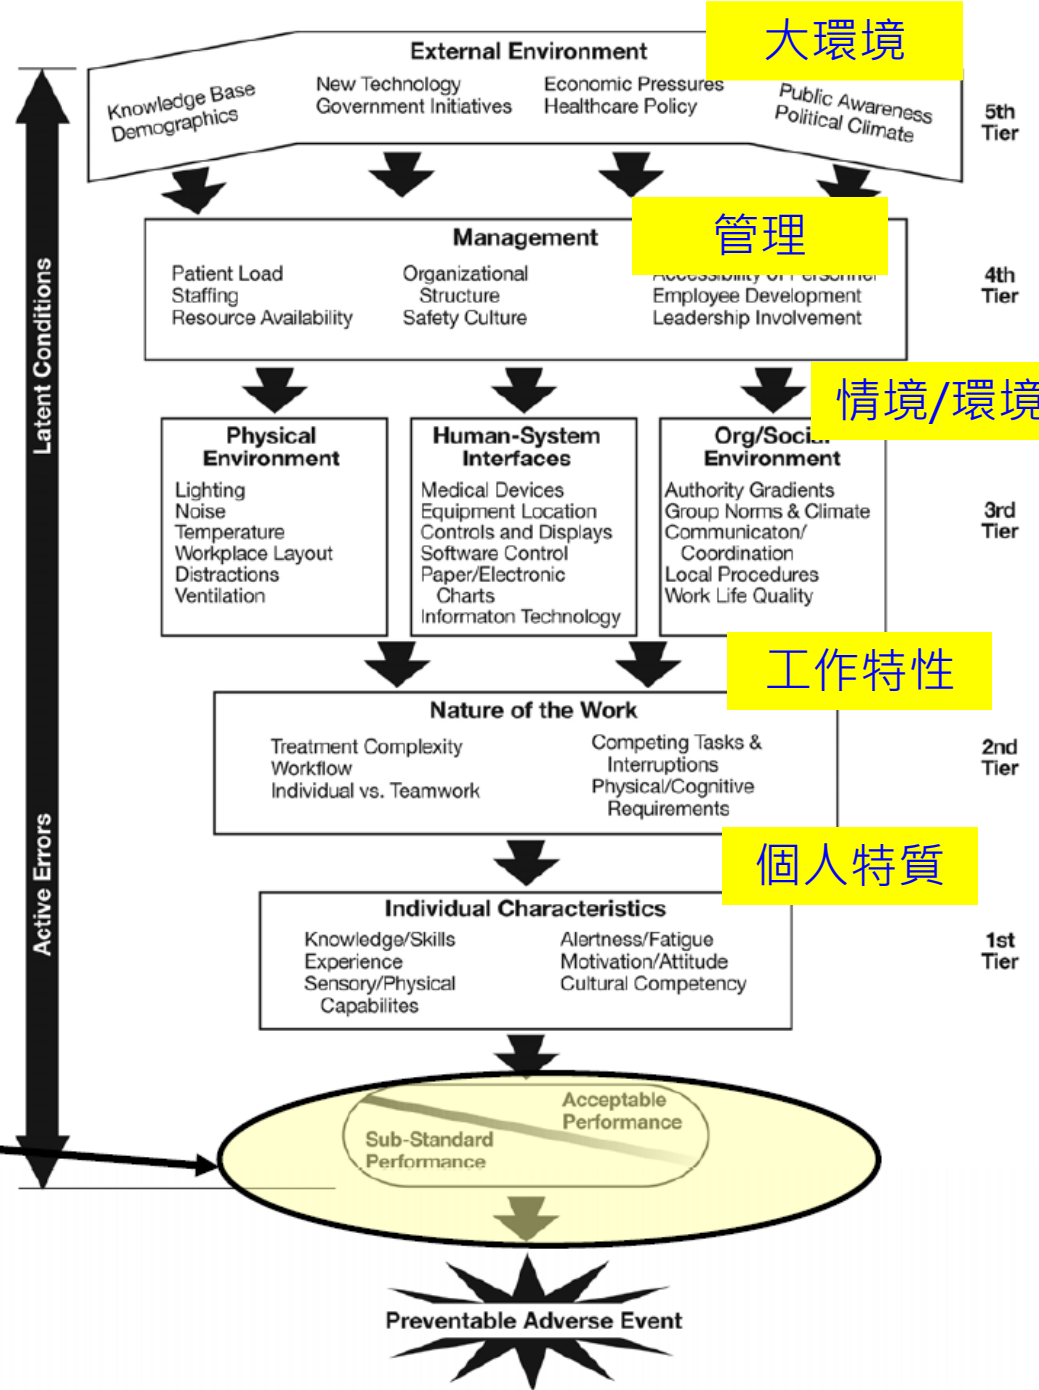 大環境
External Environment
Knowledge Base
Demographics
New Technology
Government Initiatives
Economic Pressures
Healthcare Policy
Public Awareness
Political Climate
5th
Tier
管理
Management
Patient Load
Staffing
Resource Availability
Organizational
Structure
Safety Culture
Accessibility of Personnel
Employee Development
Leadership Involvement
4th
Tier
情境/環境
Physical
Environment
Lighting
Noise
Temperature
Workplace Layout
Distractions
Ventilation
Human-System
Interfaces
Medical Devices
Equipment Location
Controls and Displays
Software Control
Paper/Electronic
Charts
Informaton Technology
Org/Social
Environment
Authority Gradients
Group Norms & Climate
Communicaton/
Coordination
Local Procedures
Work Life Quality
3rd
Tier
工作特性
Nature of the Work
Treatment Complexity
Workflow
Individual vs. Teamwork
Competing Tasks &
Interruptions
Physical/Cognitive
Requirements
2nd
Tier
個人特質
Individual Characteristics
Knowledge/Skills
Experience
Sensory/Physical
Capabilites
Alertness/Fatigue
Motivation/Attitude
Cultural Competency
1st
Tier
Acceptable
Performance
Sub-Standard
Performance
Preventable Adverse Event
Latent Conditions
Active Errors